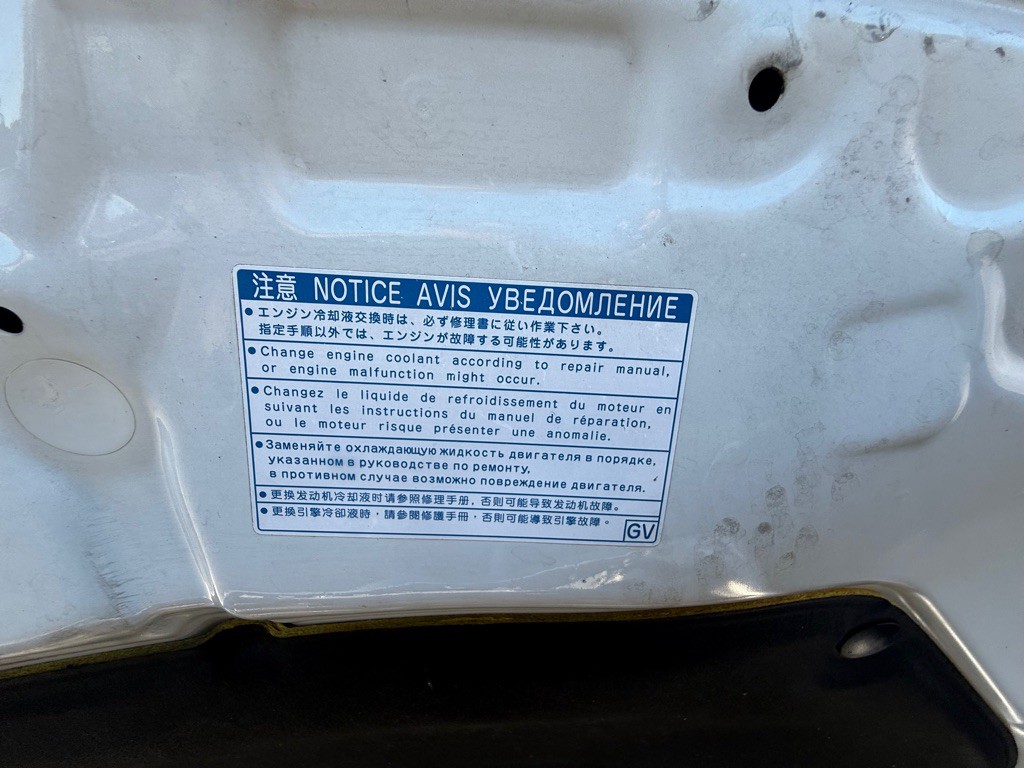 注意 NOTICE AVIS УВЕДОМЛЕНИЕ
●エンジン冷却液交換時は、必ず修理書に従い作業下さい。
指定手順以外では、エンジンが故障する可能性があります。
●Change engine coolant according to repair manual,
or engine malfunction might occur.
●Changez le liquide de refroidissement du moteur en
suivant les instructions du manuel de réparation,
ou le moteur risque présenter une anomalie.
●Заменяйте охлаждающую жидкость двигателя в порядке,
указанном в руководстве по ремонту,
в противном случае возможно повреждение двигателя.
●更换发动机冷却液时请参照修理手册，否则可能导致发动机故障。
●更換引擎冷卻液時，請參閱修護手冊，否則可能導致引擎故障。
GV